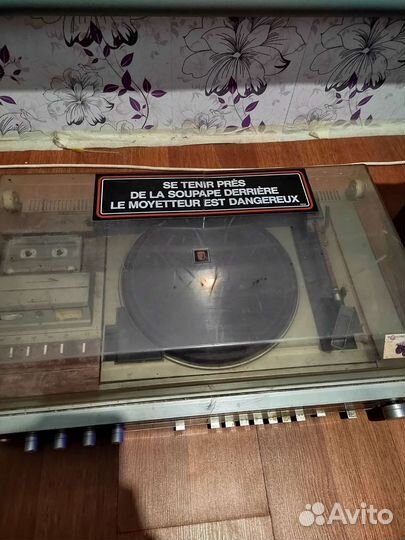 SE TENIR PRÈS
DE LA SOUPAPE DERRIÈRE
LE MOYETTEUR EST DANGEREUX
Avito